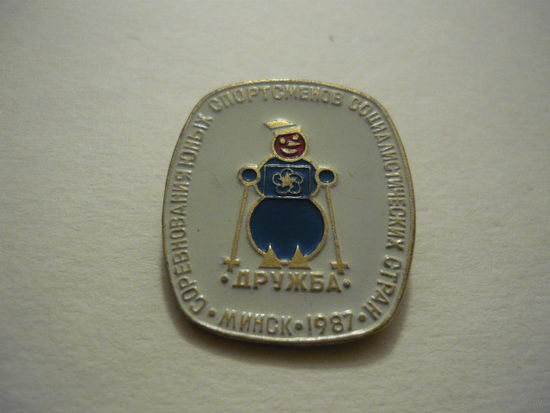 СОРЕВНОВАНИЯ ЮНЫХ СПОРТСМЕНОВ СОЦИАЛИСТИЧЕСКИХ СТРАН
·ДРУЖБА·
·МИНСК·1987·